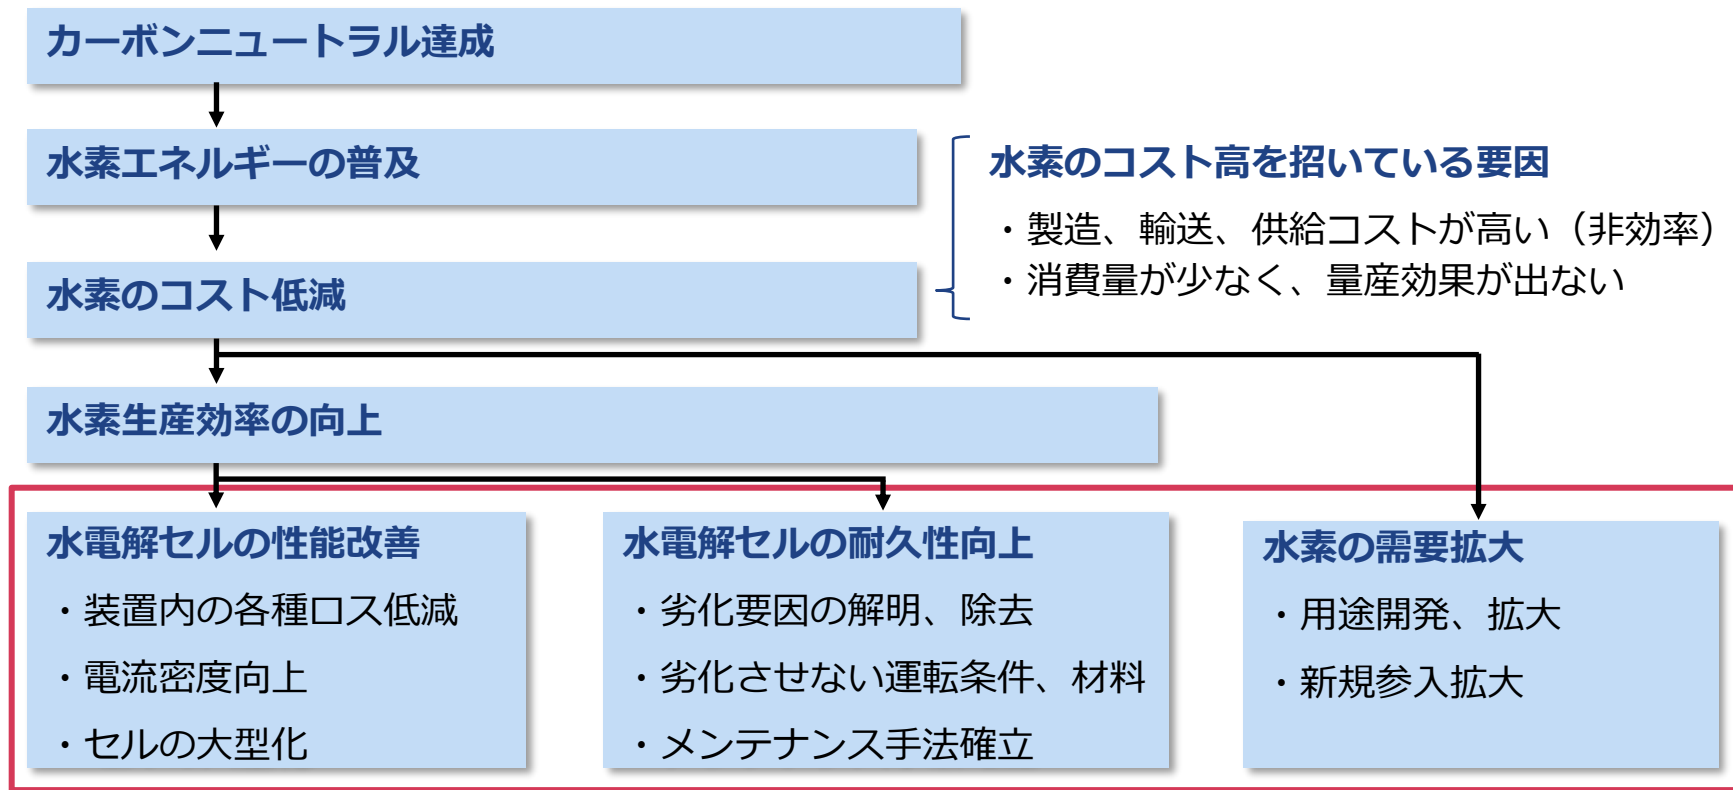 カーボンニュートラル達成
水素エネルギーの普及
水素のコスト高を招いている要因
・製造、輸送、供給コストが高い（非効率）
・消費量が少なく、量産効果が出ない
水素のコスト低減
水素生産効率の向上
水電解セルの性能改善
・装置内の各種ロス低減
・電流密度向上
・セルの大型化
水電解セルの耐久性向上
・劣化要因の解明、除去
・劣化させない運転条件、材料
・メンテナンス手法確立
水素の需要拡大
・用途開発、拡大
・新規参入拡大